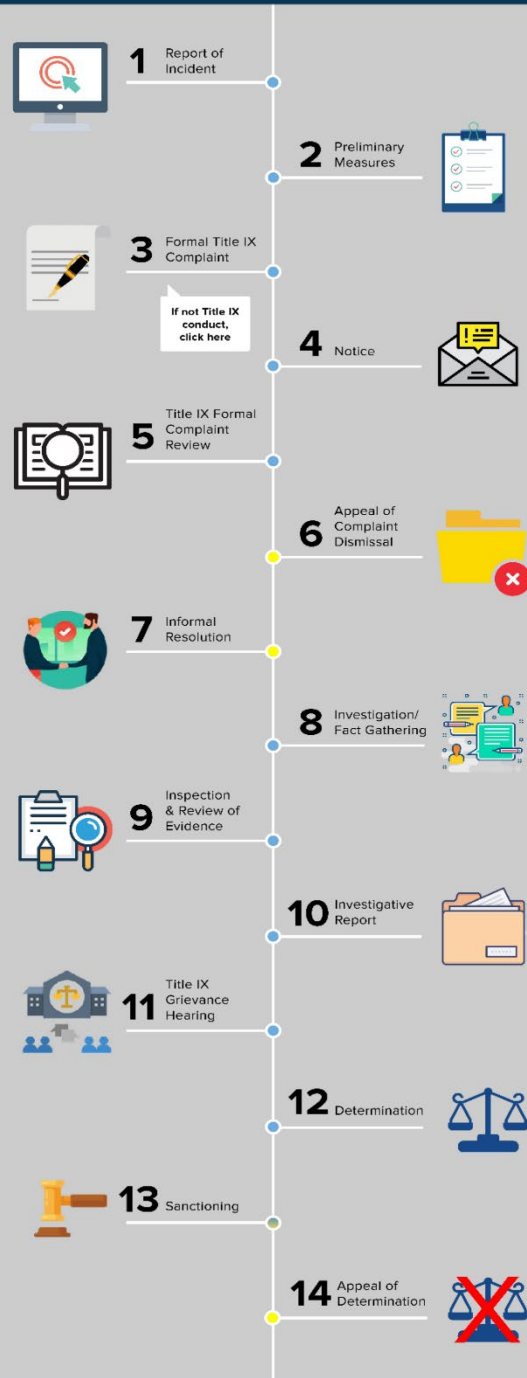 1 Report of
Incident
2 Preliminary
Measures
3 Formal Title IX
Complaint
If not Title IX
conduct,
click here
4 Notice
5 Title IX Formal
Complaint
Review
6 Appeal of
Complaint
Dismissal
7 Informal
Resolution
8 Investigation/
Fact Gathering
9 Inspection
& Review of
Evidence
10 Investigative
Report
11 Title IX
Grievance
Hearing
12 Determination
13 Sanctioning
14 Appeal of
Determination